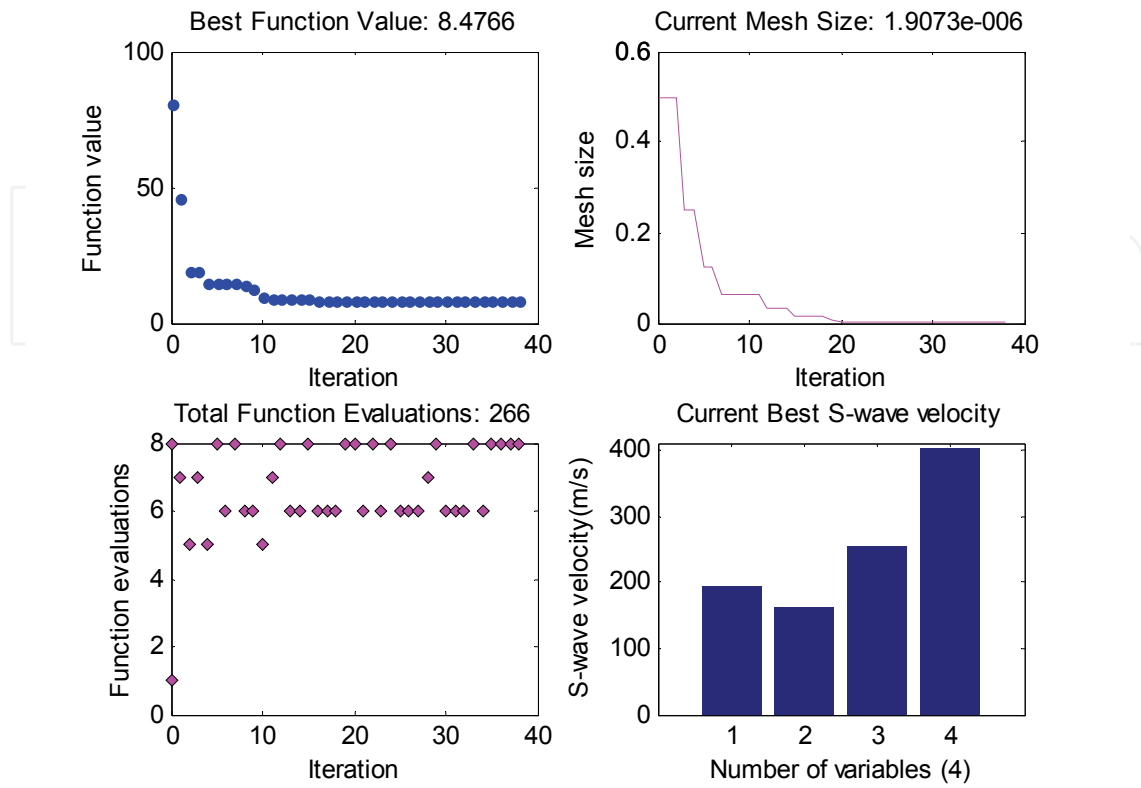 Best Function Value: 8.4766
100
50
0
Function value
0 10 20 30 40
Iteration
Current Mesh Size: 1.9073e-006
0.6
0.4
0.2
0
Mesh size
0 10 20 30 40
Iteration
Total Function Evaluations: 266
8
6
4
2
0
Function evaluations
0 10 20 30 40
Iteration
Current Best S-wave velocity
400
300
200
100
0
S-wave velocity(m/s)
1 2 3 4
Number of variables (4)